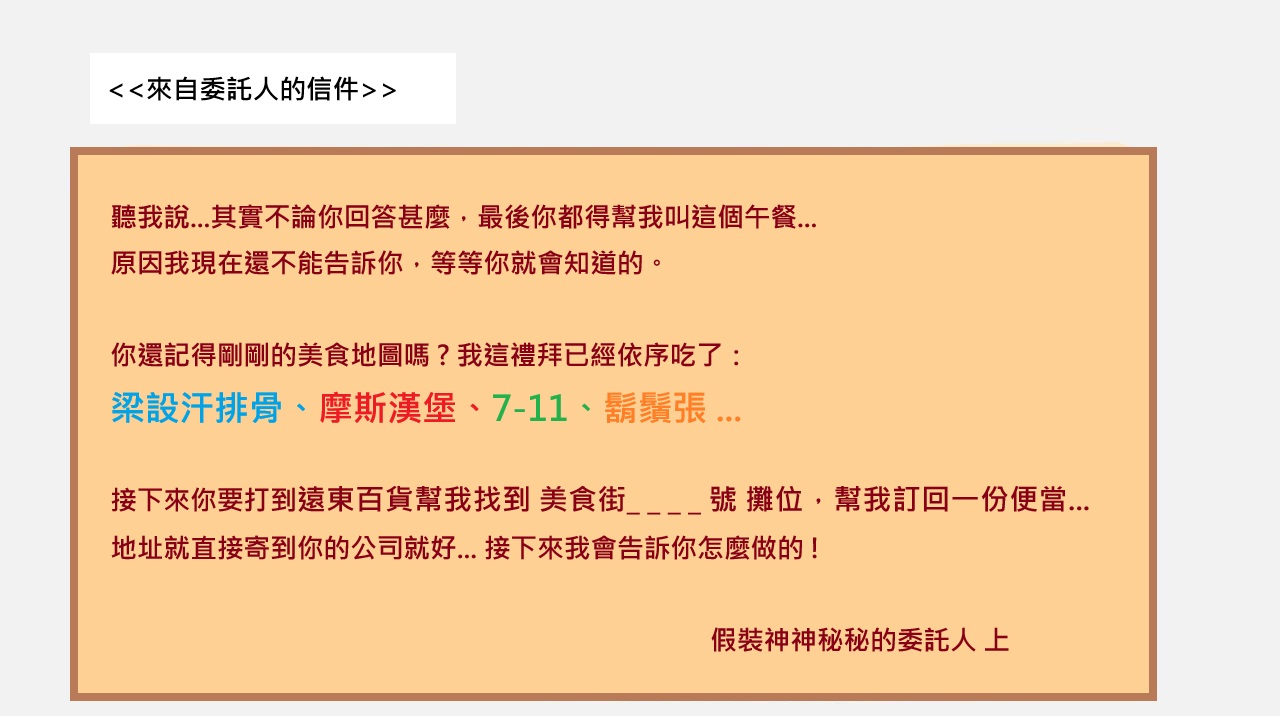 <<來自委託人的信件>>
聽我說...其實不論你回答甚麼，最後你都得幫我叫這個午餐...
原因我現在還不能告訴你，等等你就會知道的。
你還記得剛剛的美食地圖嗎？我這禮拜已經依序吃了：
梁設汗排骨、摩斯漢堡、7-11、鬍鬚張 ...
接下來你要打到遠東百貨幫我找到 美食街_ _ _ _ 號 攤位，幫我訂回一份便當...
地址就直接寄到你的公司就好... 接下來我會告訴你怎麼做的！
假裝神神秘秘的委託人 上